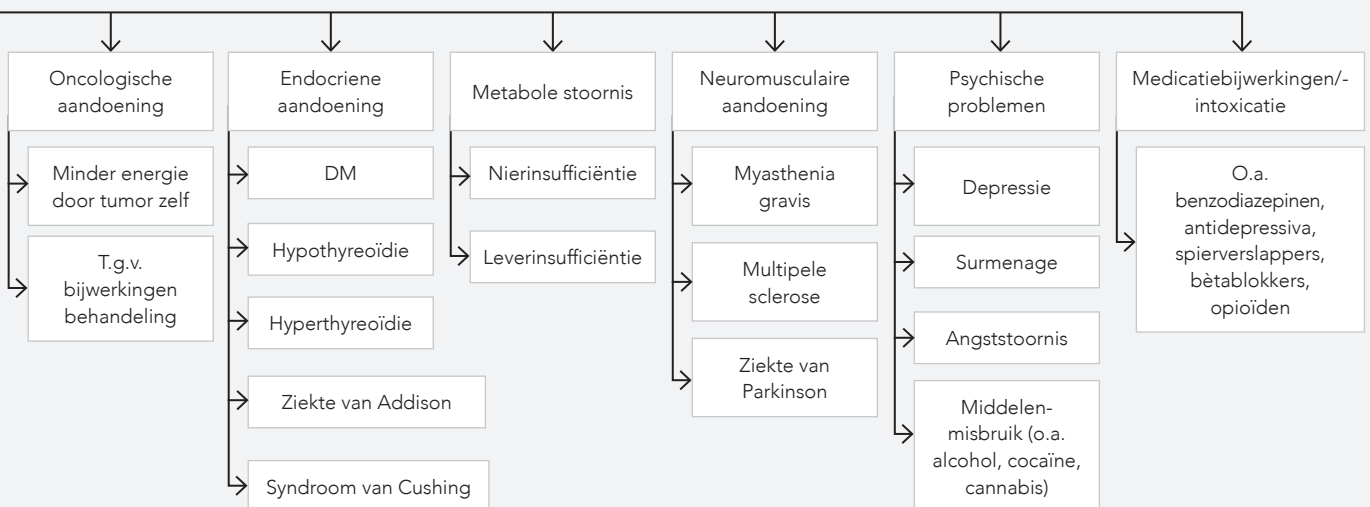 Oncologische
aandoening
Minder energie
door tumor zelf
T.g.v.
bijwerkingen
behandeling
Endocriene
aandoening
DM
Hypothyreoïdie
Hyperthyreoïdie
Ziekte van Addison
Syndroom van Cushing
Metabole stoornis
Nierinsufficiëntie
Leverinsufficiëntie
Neuromusculaire
aandoening
Myasthenia
gravis
Multipele
sclerose
Ziekte van
Parkinson
Psychische
problemen
Depressie
Surmenage
Angststoornis
Middelen-
misbruik (o.a.
alcohol, cocaïne,
cannabis)
Medicatiebijwerkingen/-
intoxicatie
O.a.
benzodiazepinen,
antidepressiva,
spierverslappers,
bètablokkers,
opioïden